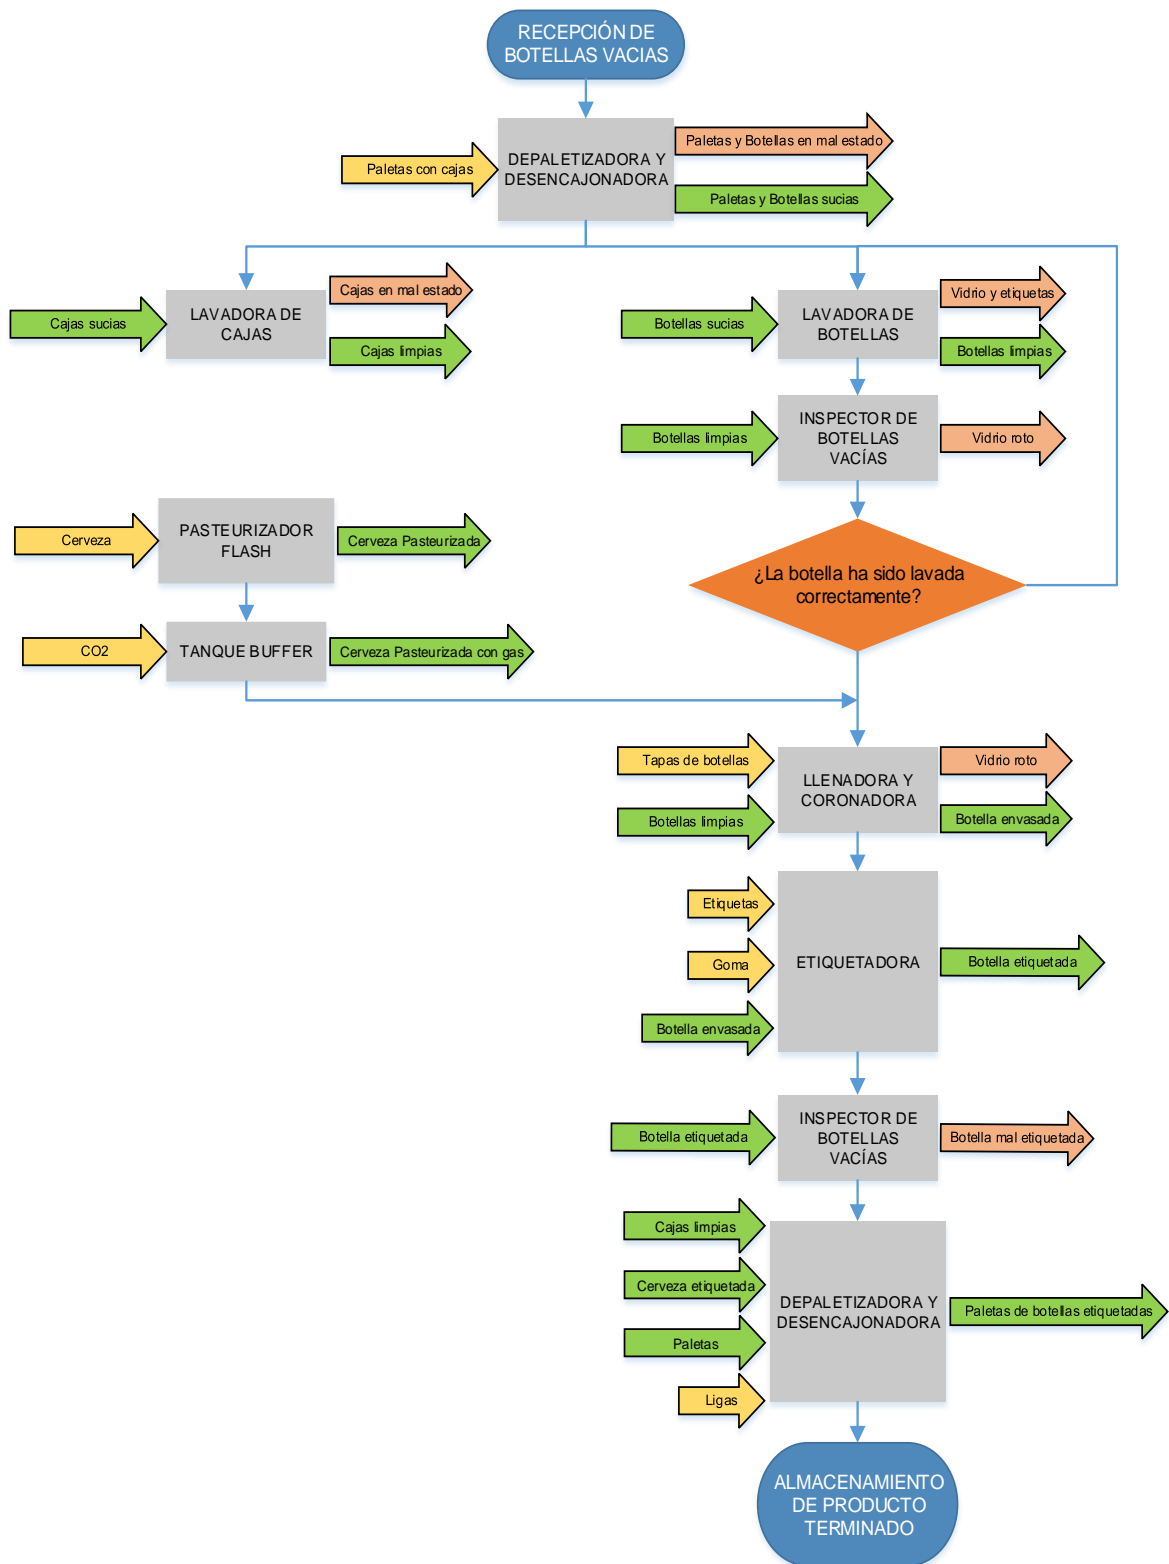 RECEPCIÓN DE
BOTELLAS VACIAS
DEPALETIZADORA Y
DESENCAJONADORA
Paletas con cajas
Paletas y Botellas en mal estado
Paletas y Botellas sucias
Cajas sucias
LAVADORA DE
CAJAS
Cajas en mal estado
Cajas limpias
Botellas sucias
LAVADORA DE
BOTELLAS
Vidrio y etiquetas
Botellas limpias
Botellas limpias
INSPECTOR DE
BOTELLAS
VACÍAS
Vidrio roto
Cerveza
PASTEURIZADOR
FLASH
Cerveza Pasteurizada
¿La botella ha sido lavada
correctamente?
CO2
TANQUE BUFFER
Cerveza Pasteurizada con gas
Tapas de botellas
Botellas limpias
LLENADORA Y
CORONADORA
Vidrio roto
Botella envasada
Etiquetas
Goma
Botella envasada
ETIQUETADORA
Botella etiquetada
Botella etiquetada
INSPECTOR DE
BOTELLAS
VACÍAS
Botella mal etiquetada
Cajas limpias
Cerveza etiquetada
Paletas
Ligas
DEPALETIZADORA Y
DESENCAJONADORA
Paletas de botellas etiquetadas
ALMACENAMIENTO
DE PRODUCTO
TERMINADO